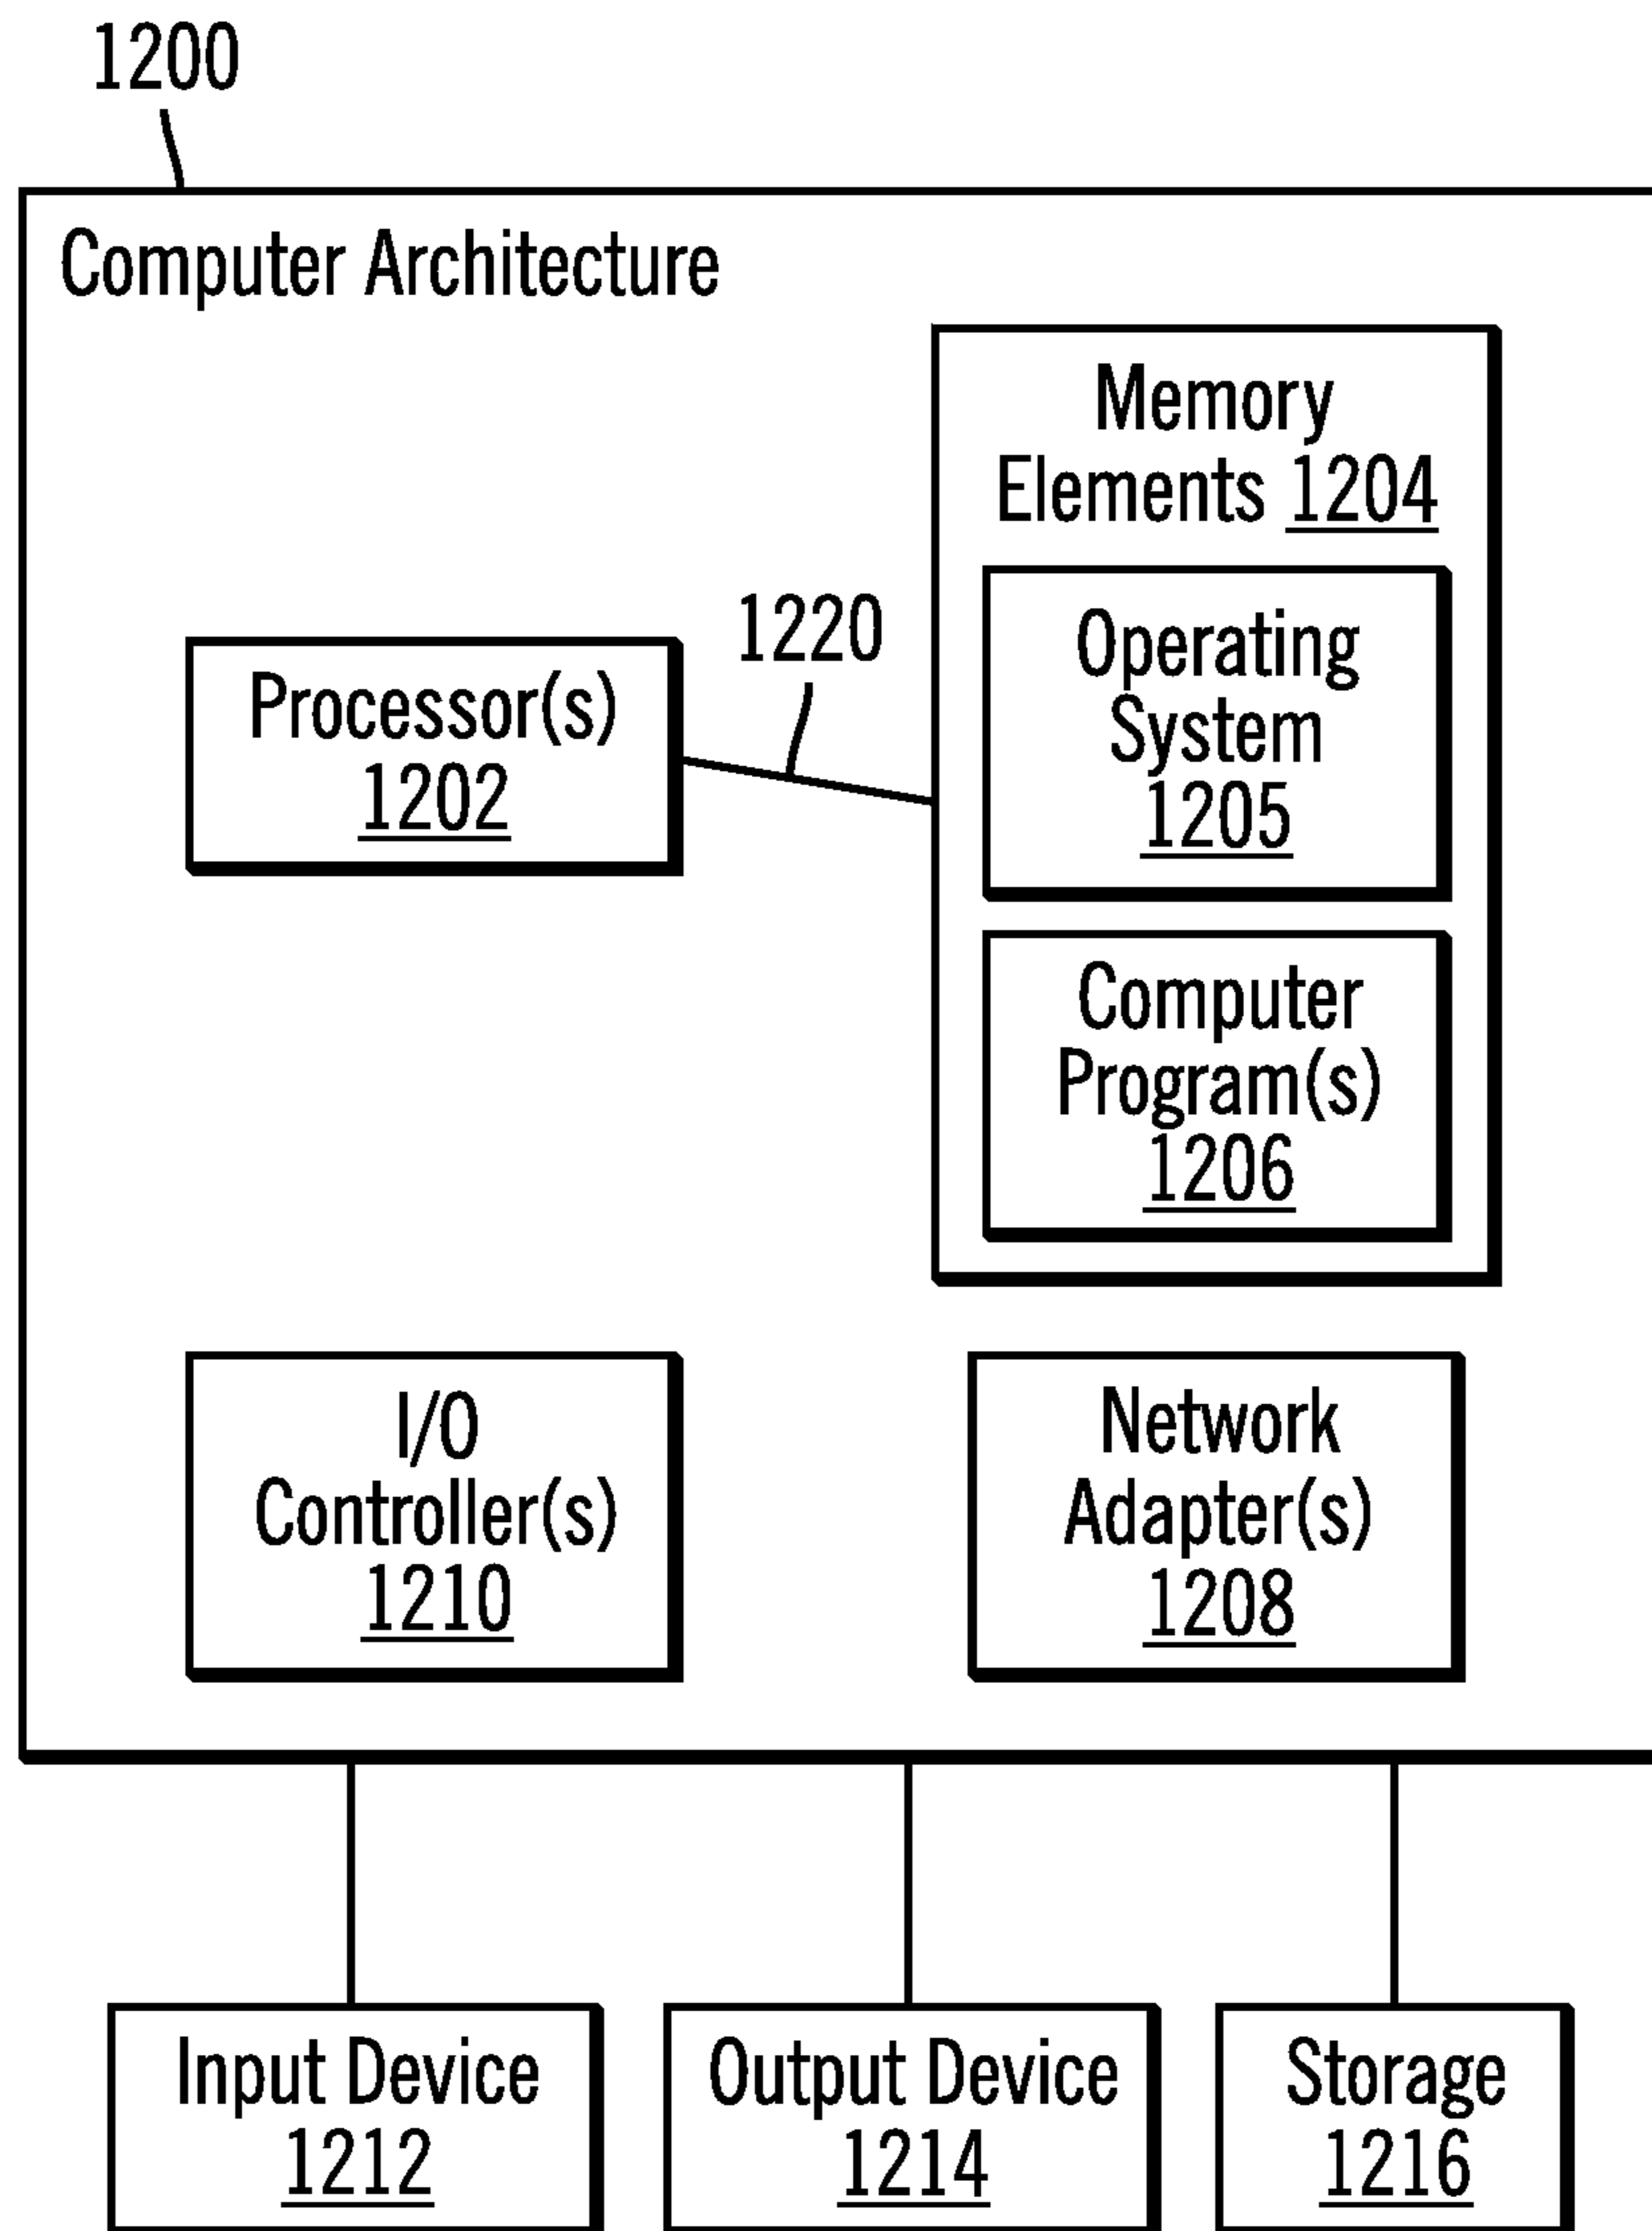 1200
Computer Architecture
Memory
Elements 1204
1220
Operating
System
1205
Processor(s)
1202
Computer
Program(s)
1206
I/O
Controller(s)
1210
Network
Adapter(s)
1208
Input Device
1212
Output Device
1214
Storage
1216